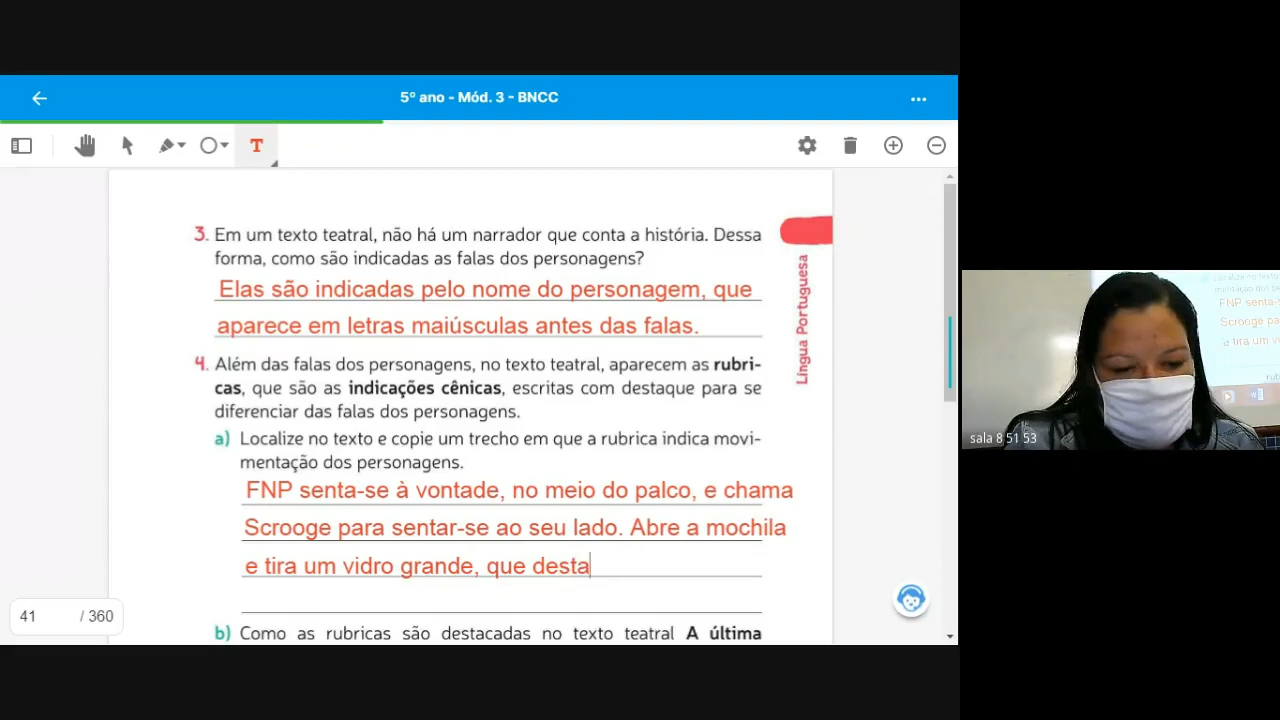 5º ano - Mód. 3 - BNCC
T
3. Em um texto teatral, não há um narrador que conta a história. Dessa
forma, como são indicadas as falas dos personagens?
Elas são indicadas pelo nome do personagem, que
aparece em letras maiúsculas antes das falas.
4. Além das falas dos personagens, no texto teatral, aparecem as rubri-
cas, que são as indicações cênicas, escritas com destaque para se
diferenciar das falas dos personagens.
a) Localize no texto e copie um trecho em que a rubrica indica movi-
mentação dos personagens.
FNP senta-se à vontade, no meio do palco, e chama
Scrooge para sentar-se ao seu lado. Abre a mochila
e tira um vidro grande, que desta
b) Como as rubricas são destacadas no texto teatral A última
Língua Portuguesa
41 / 360
FNP senta-s
Scrooge pa
e tira um v
sala 8 51 53